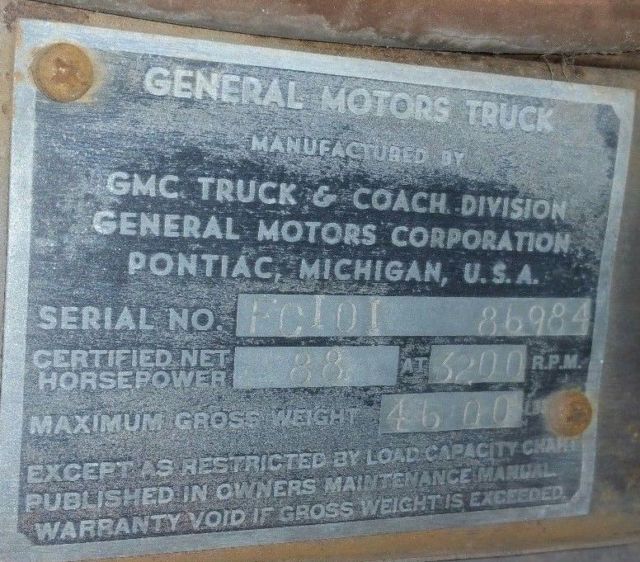 GENERAL MOTORS TRUCK
MANUFACTURED BY
GMC TRUCK & COACH DIVISION
GENERAL MOTORS CORPORATION
PONTIAC, MICHIGAN, U.S.A.
SERIAL NO. FC101 86984
CERTIFIED NET HORSEPOWER 88 AT 3200 R.P.M.
MAXIMUM GROSS WEIGHT 4600
EXCEPT AS RESTRICTED BY LOAD CAPACITY CHART
PUBLISHED IN OWNERS MAINTENANCE MANUAL
WARRANTY VOID IF GROSS WEIGHT IS EXCEEDED